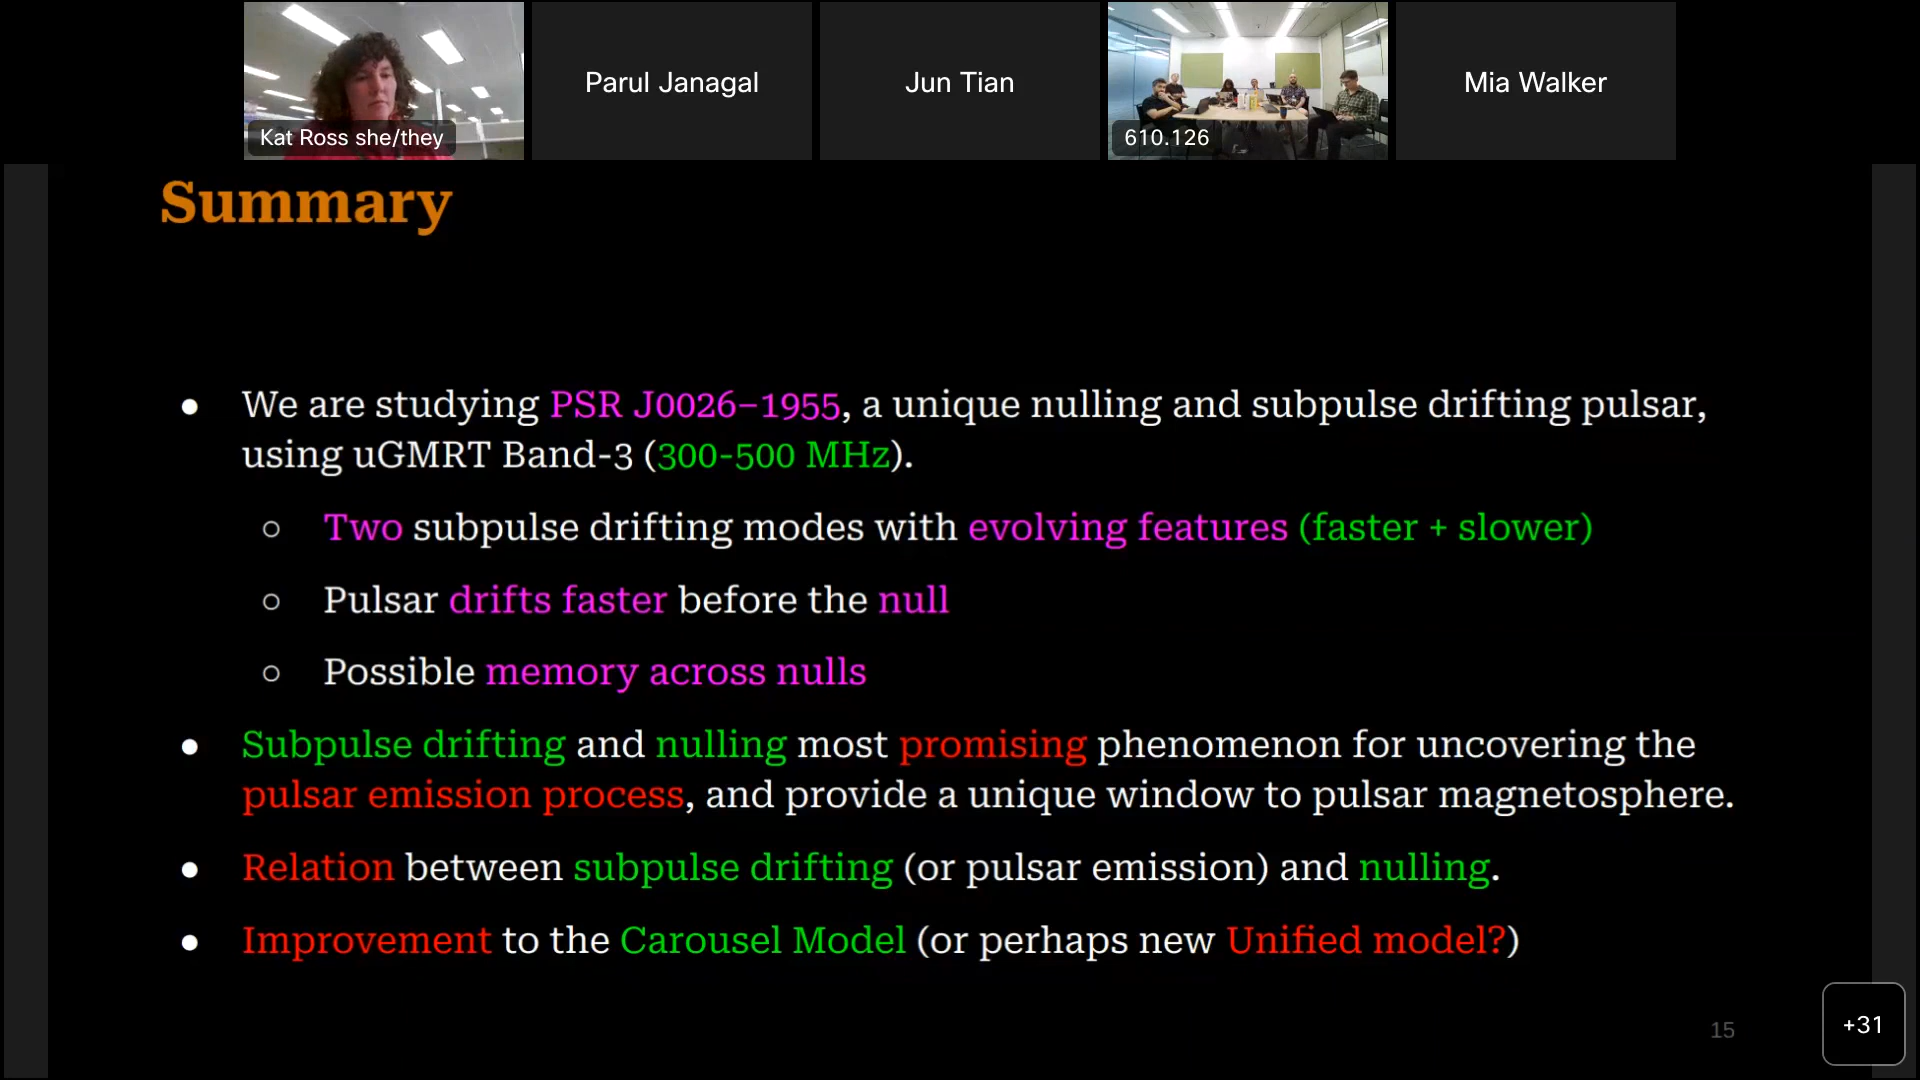 Kat Ross she/they
Parul Janagal
Jun Tian
610.126
Mia Walker
Summary
● We are studying PSR J0026−1955, a unique nulling and subpulse drifting pulsar,
using uGMRT Band-3 (300-500 MHz).
○ Two subpulse drifting modes with evolving features (faster + slower)
○ Pulsar drifts faster before the null
○ Possible memory across nulls
● Subpulse drifting and nulling most promising phenomenon for uncovering the
pulsar emission process, and provide a unique window to pulsar magnetosphere.
● Relation between subpulse drifting (or pulsar emission) and nulling.
● Improvement to the Carousel Model (or perhaps new Unified model?)
15
+31